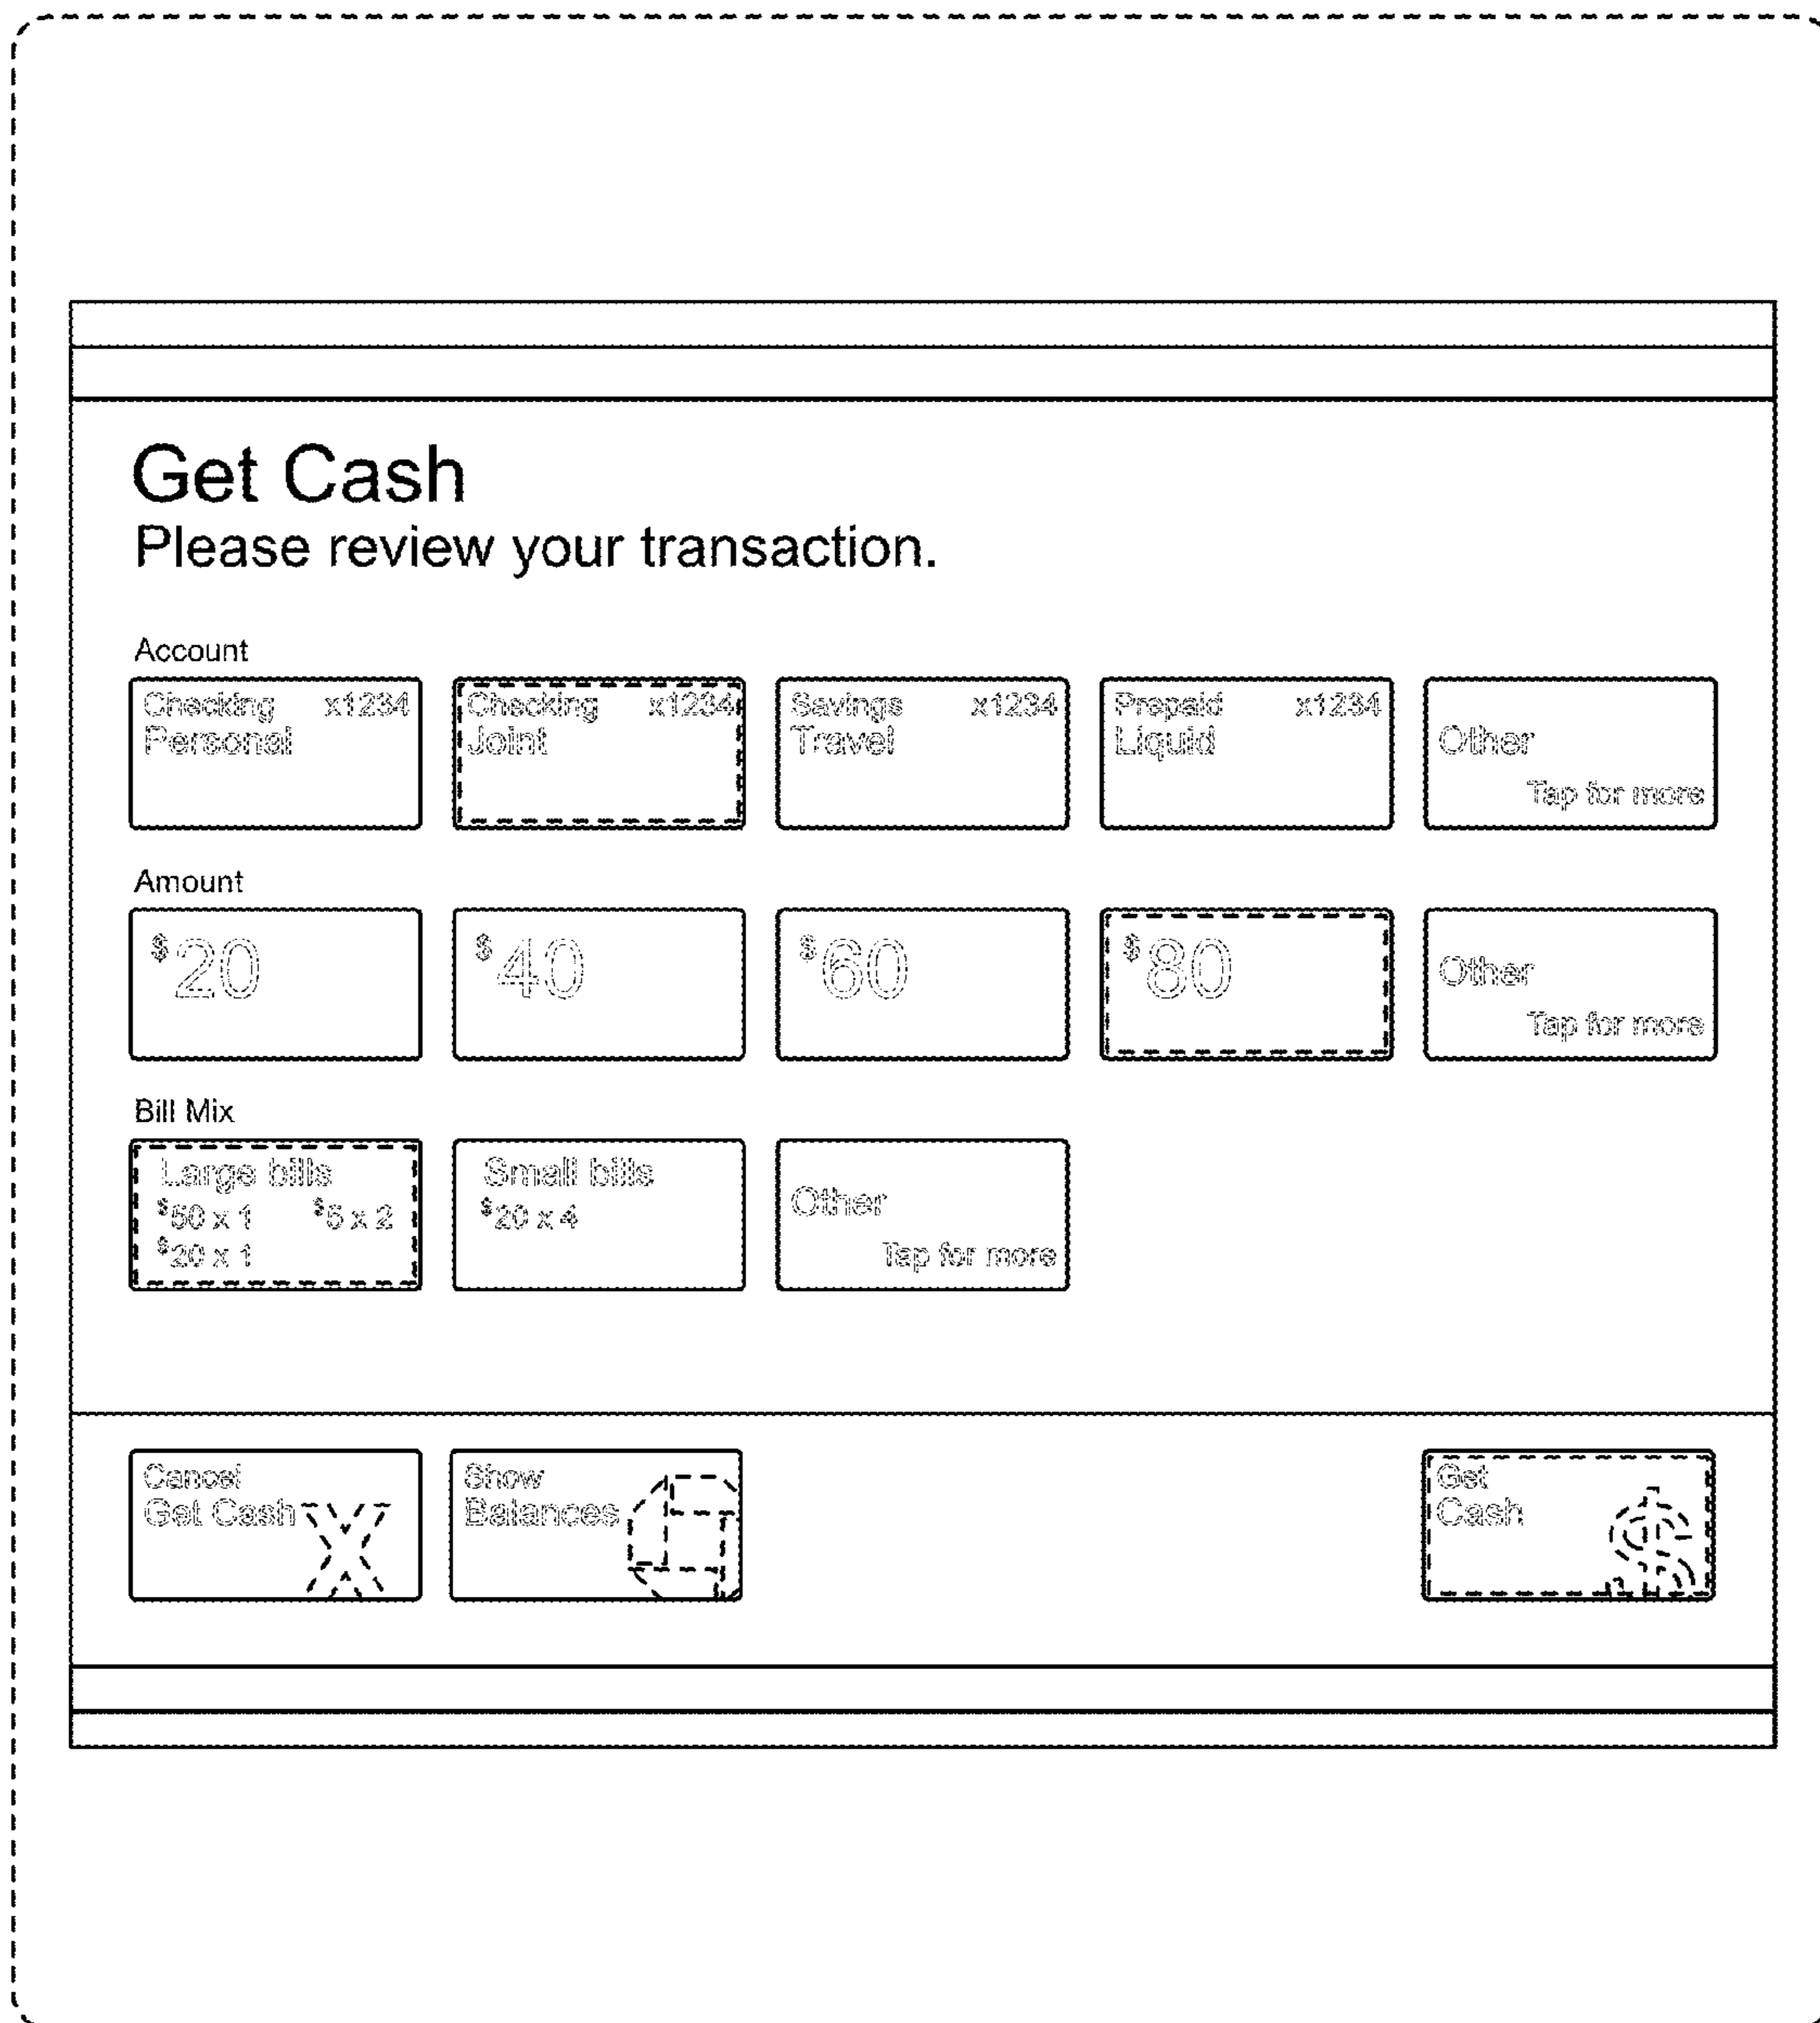 Get Cash
Please review your transaction.
Account
Checking x1234
Personal
Checking x1234
Joint
Savings x1234
Travel
Prepaid x1234
Liquid
Other
Tap for more
Amount
$20
$40
$60
$80
Other
Tap for more
Bill Mix
Large bills
$50 x 1 $5 x 2
$20 x 1
Small bills
$20 x 4
Other
Tap for more
Cancel
Get Cash X
Show
Balances
Get
Cash $